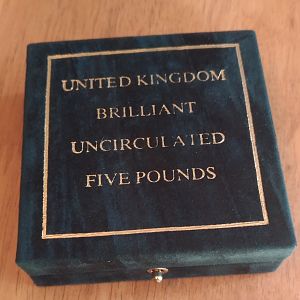 UNITED KINGDOM
BRILLIANT
UNCIRCULATED
FIVE POUNDS